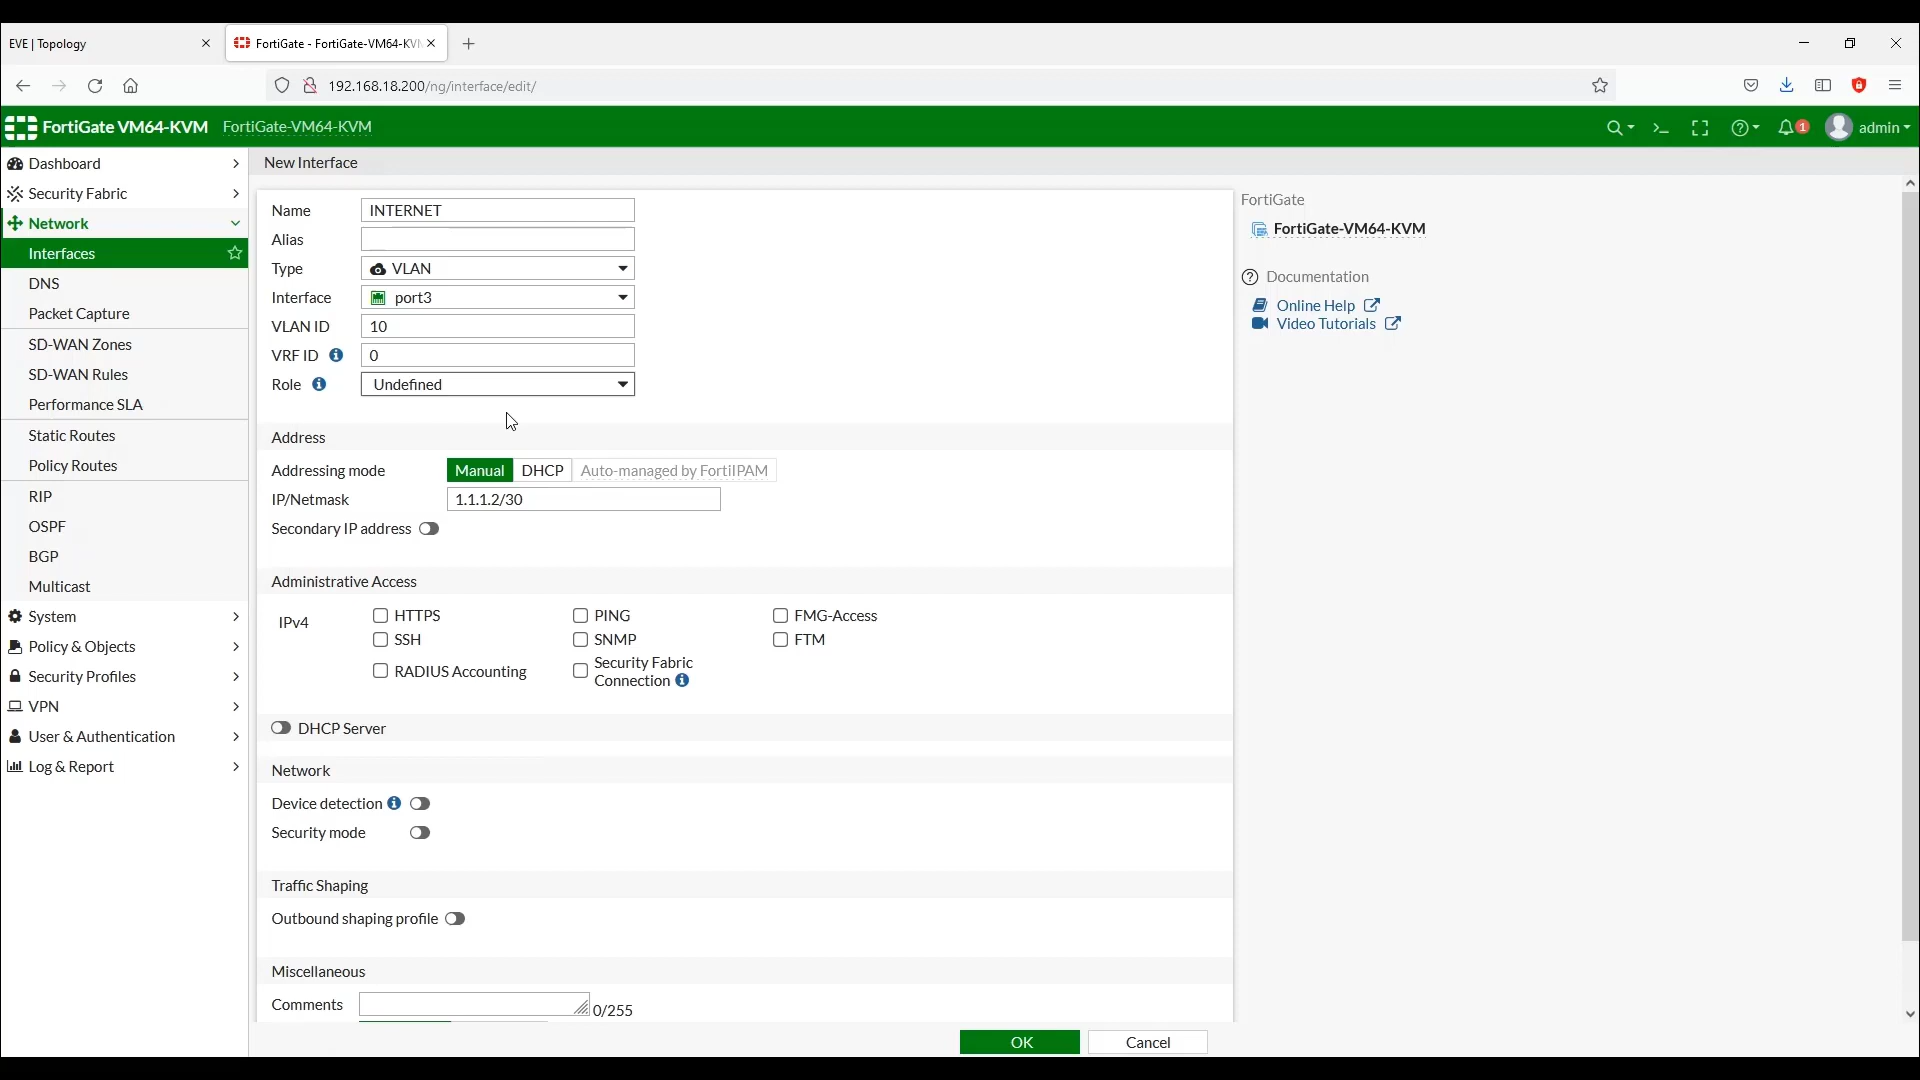 EVE | Topology
FortiGate - FortiGate-VM64-KVM
192.168.18.200/ng/interface/edit/
FortiGate VM64-KVM
FortiGate-VM64-KVM
1
admin
Dashboard
Security Fabric
Network
Interfaces
DNS
Packet Capture
SD-WAN Zones
SD-WAN Rules
Performance SLA
Static Routes
Policy Routes
RIP
OSPF
BGP
Multicast
System
Policy & Objects
Security Profiles
VPN
User & Authentication
Log & Report
New Interface
Name INTERNET
Alias
Type VLAN
Interface port3
VLAN ID 10
VRF ID 0
Role Undefined
Address
Addressing mode Manual DHCP Auto-managed by FortiIPAM
IP/Netmask 1.1.1.2/30
Secondary IP address
Administrative Access
IPv4
HTTPS PING FMG-Access
SSH SNMP FTM
RADIUS Accounting Security Fabric
Connection
DHCP Server
Network
Device detection
Security mode
Traffic Shaping
Outbound shaping profile
Miscellaneous
Comments 0/255
OK Cancel
FortiGate
FortiGate-VM64-KVM
Documentation
Online Help
Video Tutorials